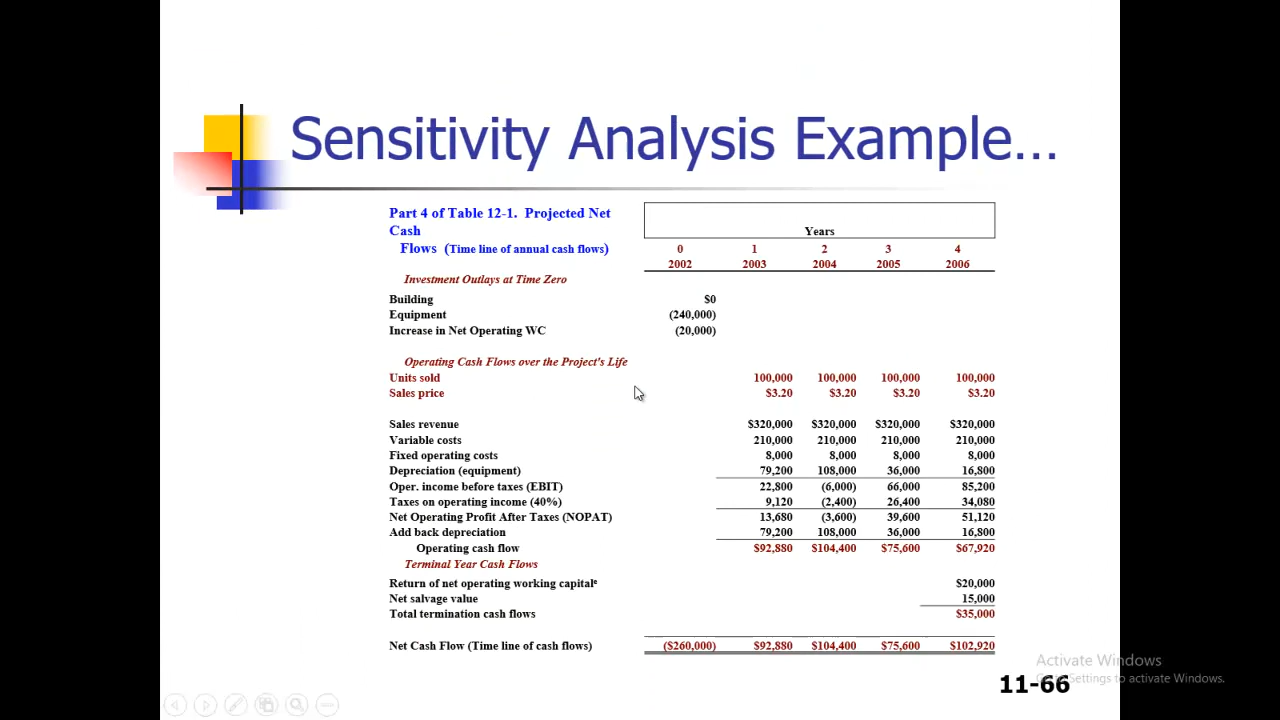 Sensitivity Analysis Example...
Part 4 of Table 12-1. Projected Net
Cash
Years
Flows (Time line of annual cash flows) 0 1 2 3 4
2002 2003 2004 2005 2006
Investment Outlays at Time Zero
Building $0
Equipment (240,000)
Increase in Net Operating WC (20,000)
Operating Cash Flows over the Project's Life
Units sold 100,000 100,000 100,000 100,000
Sales price $3.20 $3.20 $3.20 $3.20
Sales revenue $320,000 $320,000 $320,000 $320,000
Variable costs 210,000 210,000 210,000 210,000
Fixed operating costs 8,000 8,000 8,000 8,000
Depreciation (equipment) 79,200 108,000 36,000 16,800
Oper. income before taxes (EBIT) 22,800 (6,000) 66,000 85,200
Taxes on operating income (40%) 9,120 (2,400) 26,400 34,080
Net Operating Profit After Taxes (NOPAT) 13,680 (3,600) 39,600 51,120
Add back depreciation 79,200 108,000 36,000 16,800
Operating cash flow $92,880 $104,400 $75,600 $67,920
Terminal Year Cash Flows
Return of net operating working capitalᵉ $20,000
Net salvage value 15,000
Total termination cash flows $35,000
Net Cash Flow (Time line of cash flows) ($260,000) $92,880 $104,400 $75,600 $102,920
Activate Windows
Settings to activate Windows.
11-66